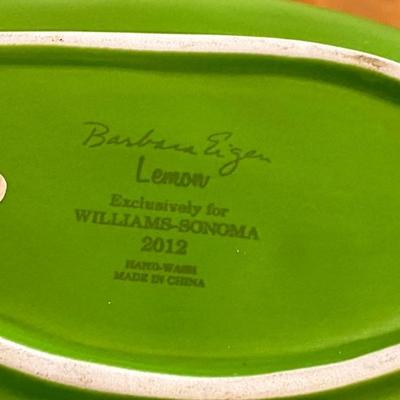 Barbara Eigen
Lemon
Exclusively for
WILLIAMS-SONOMA
2012
HAND-WASH
MADE IN CHINA